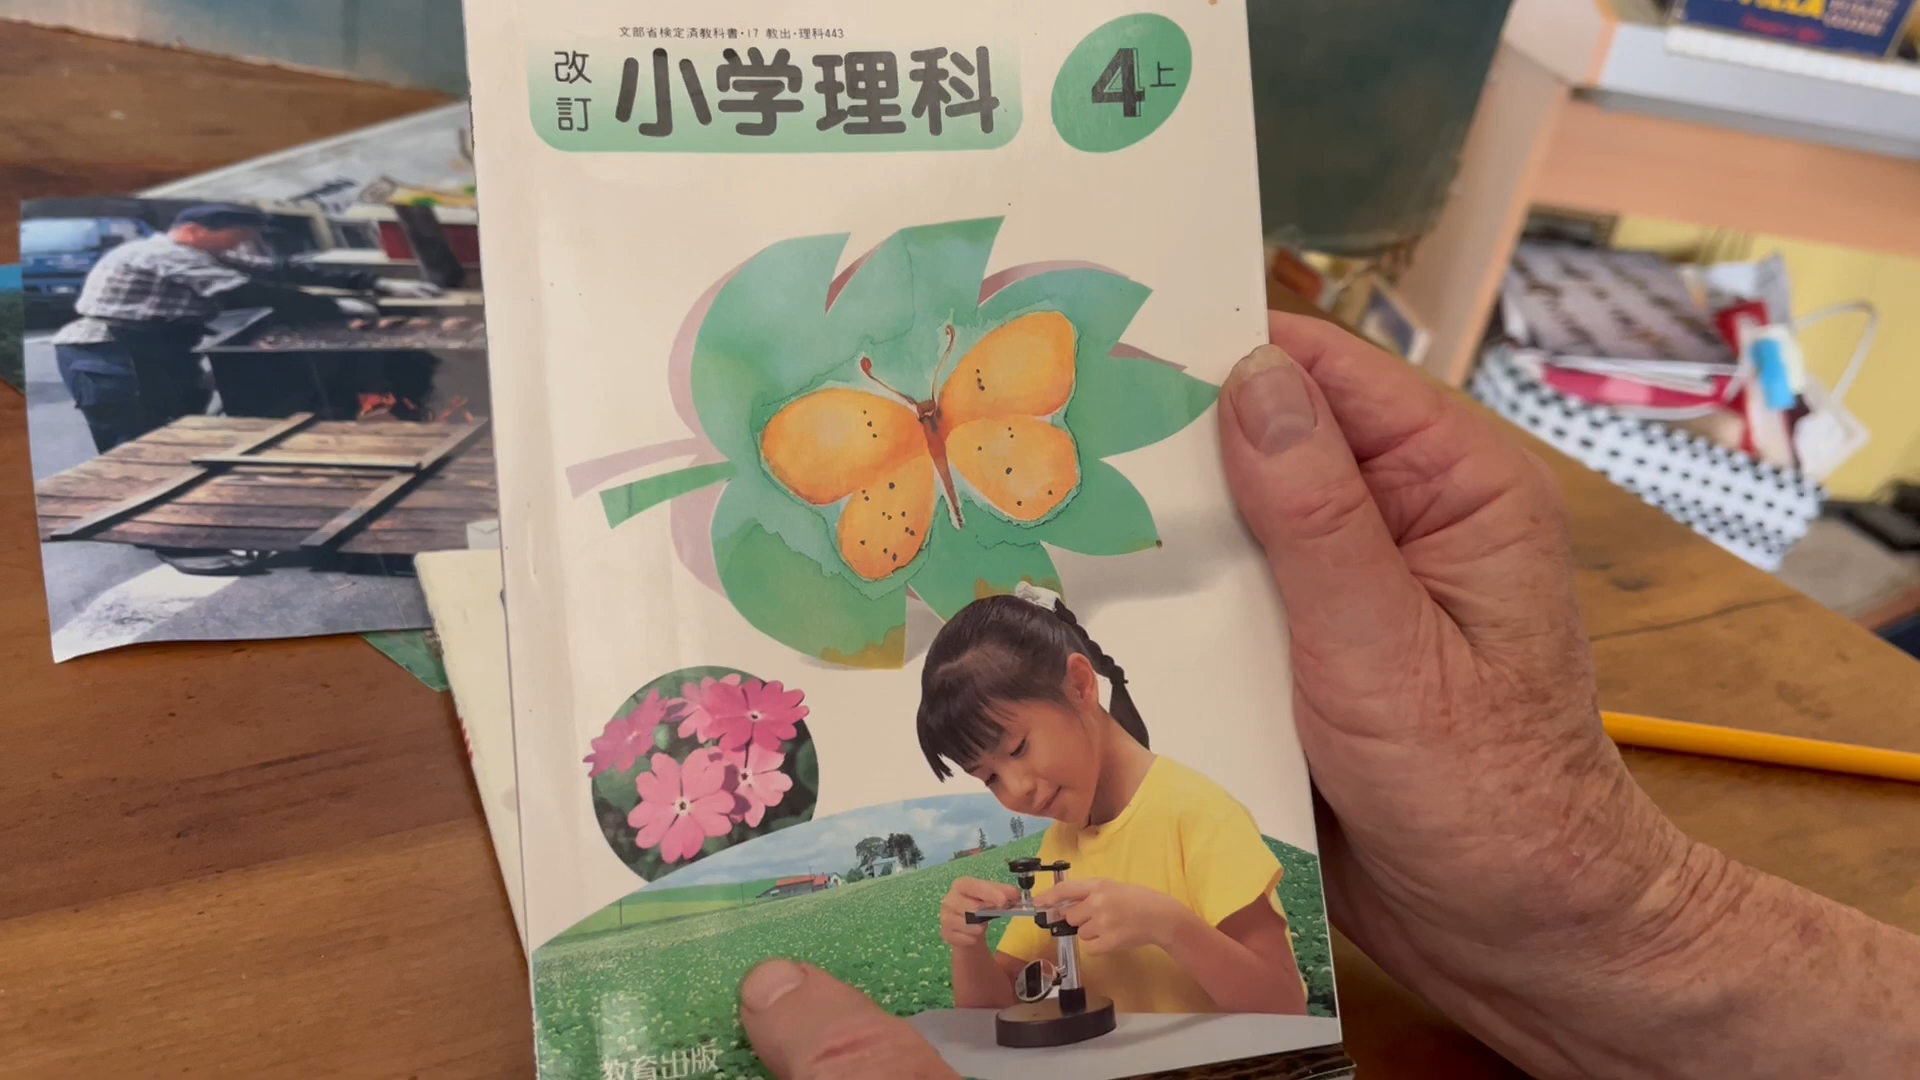 文部省検定済教科書・17 教出・理科443
改訂 小学理科 4上
教育出版